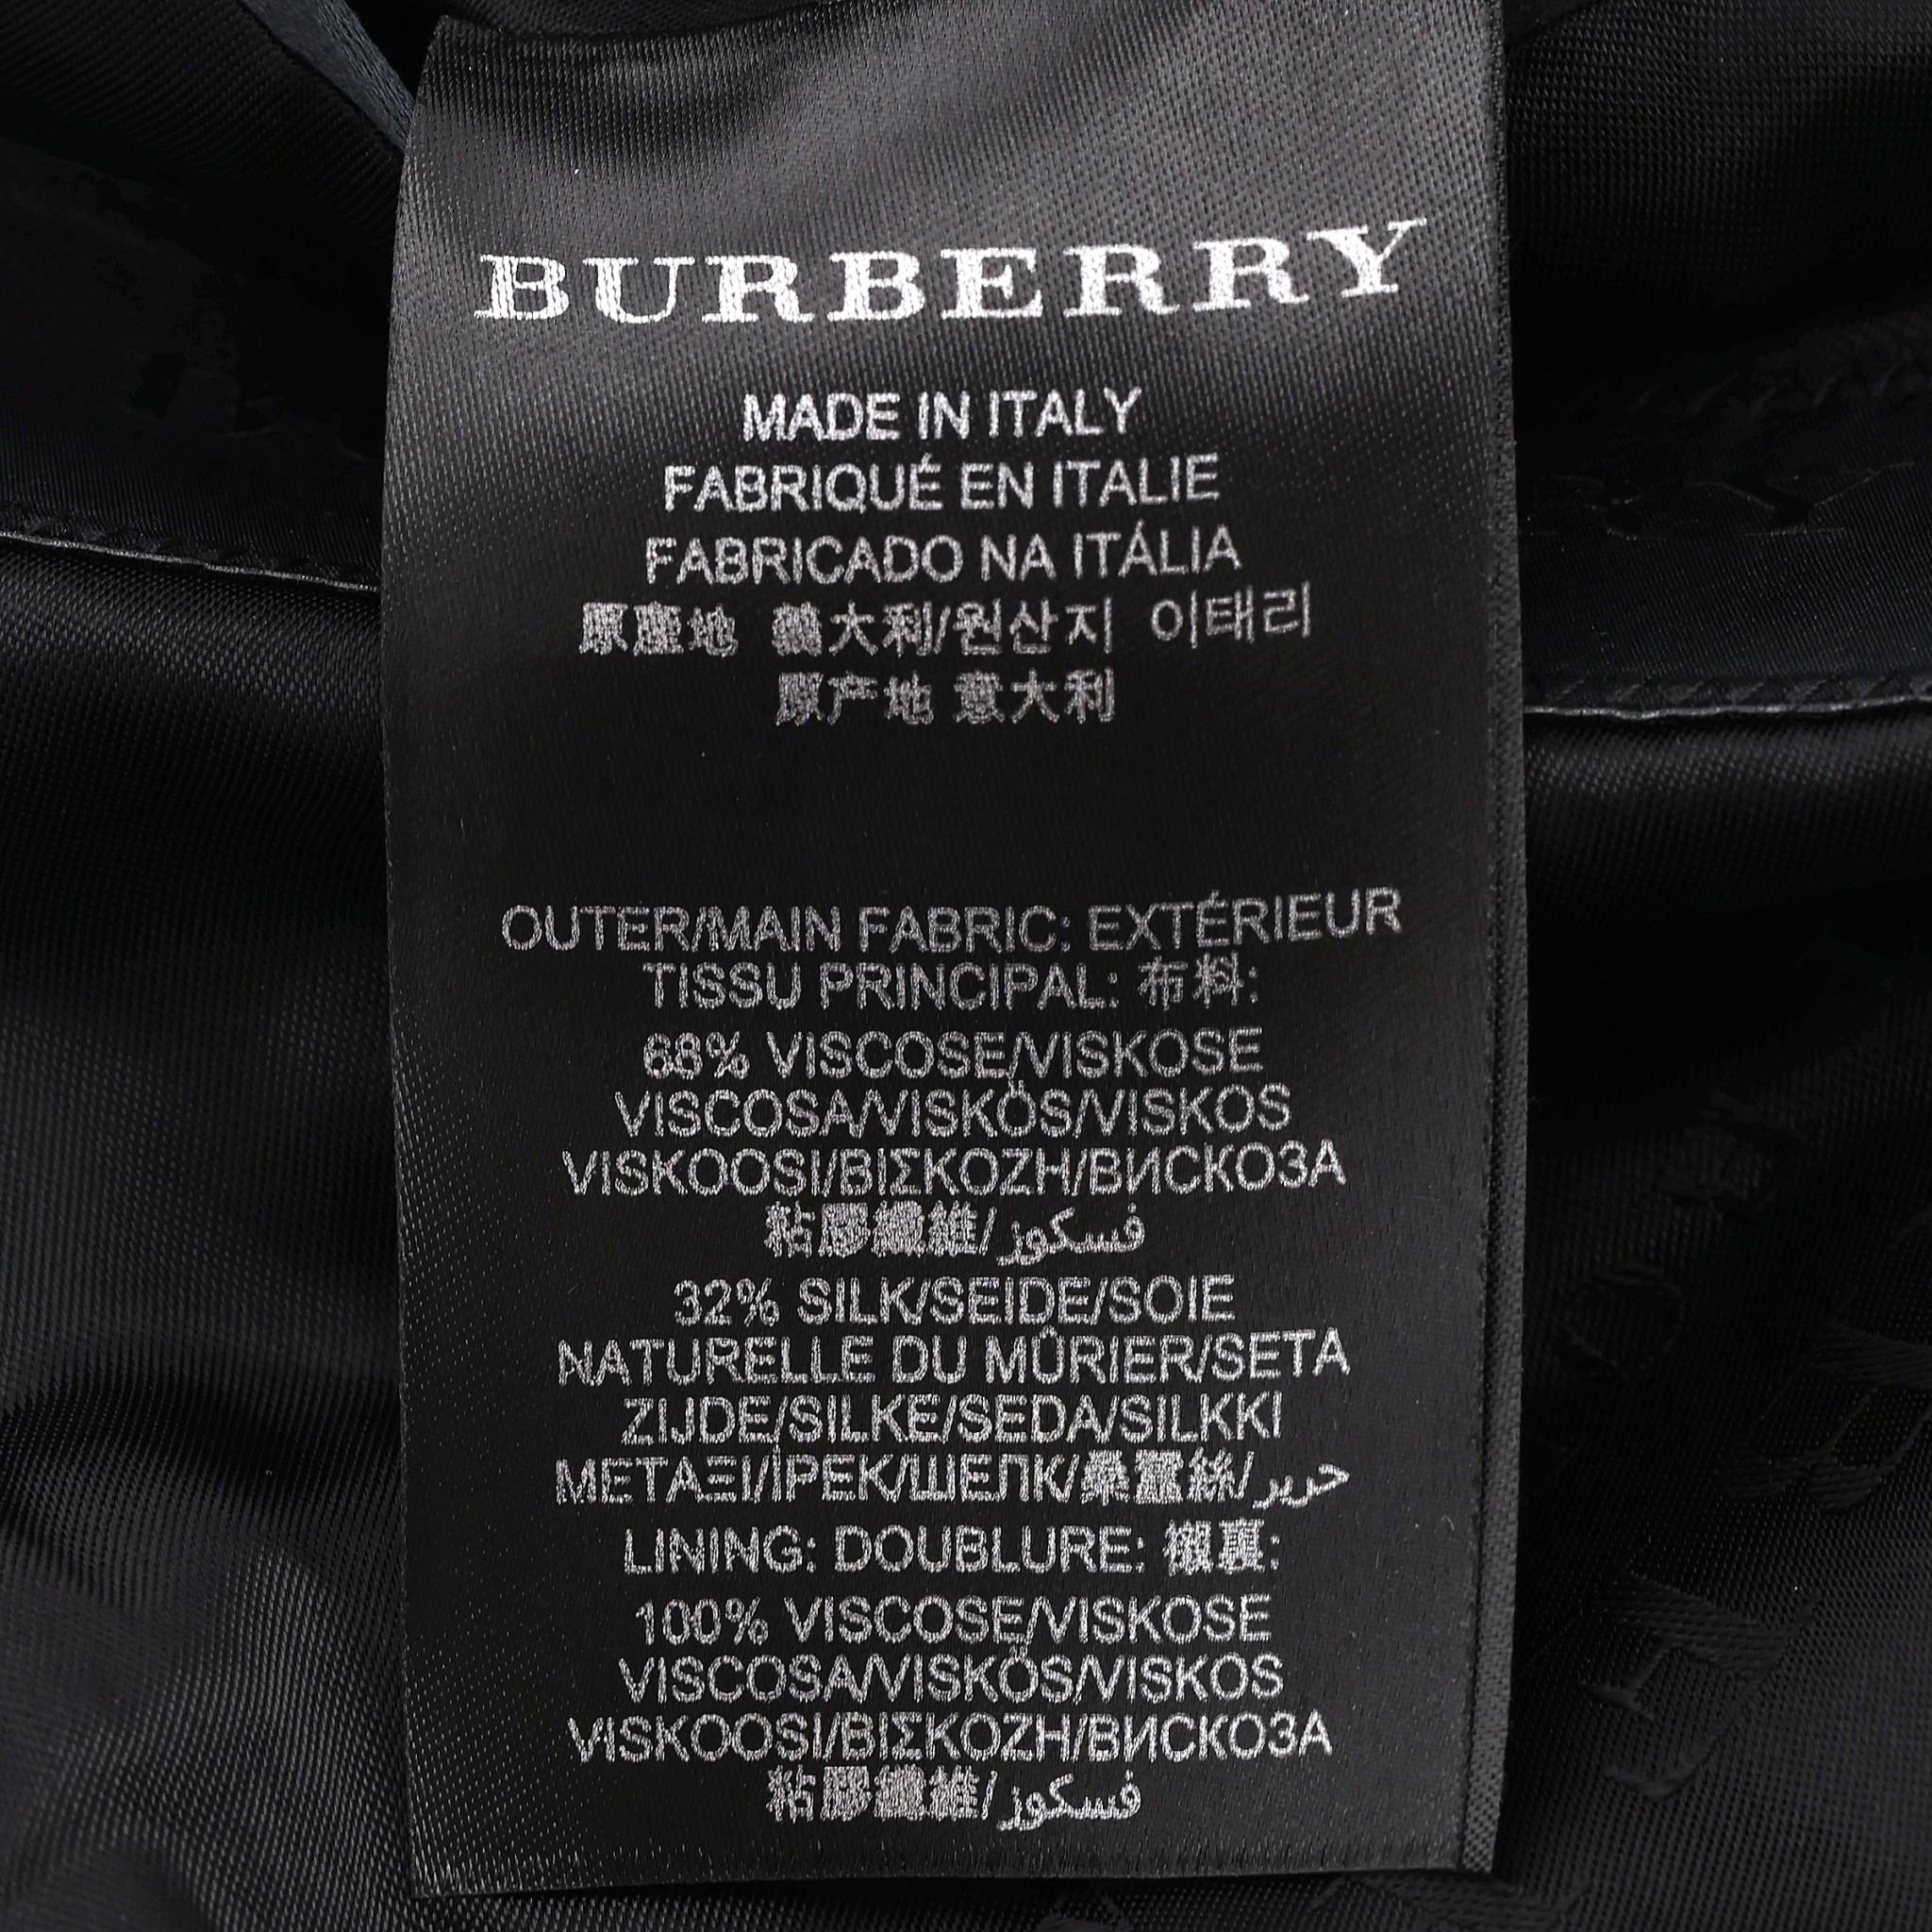 BURBERRY
MADE IN ITALY
FABRIQUÉ EN ITALIE
FABRICADO NA ITÁLIA
原產地 義大利/원산지 이태리
原产地 意大利
OUTER/MAIN FABRIC: EXTÉRIEUR
TISSU PRINCIPAL: 布料:
68% VISCOSE/VISKOSE
VISCOSA/VISKÖS/VISKOS
VISKOOSI/ΒΙΣΚΟΖΗ/ВИСКОЗА
粘膠纖維/فسكوز
32% SILK/SEIDE/SOIE
NATURELLE DU MÛRIER/SETA
ZIJDE/SILKE/SEDA/SILKKI
ΜΕΤΑΞΙ/İPEK/ШЕЛК/桑蠶絲/حرير
LINING: DOUBLURE: 襯裏:
100% VISCOSE/VISKOSE
VISCOSA/VISKÖS/VISKOS
VISKOOSI/ΒΙΣΚΟΖΗ/ВИСКОЗА
粘膠纖維/فسكوز